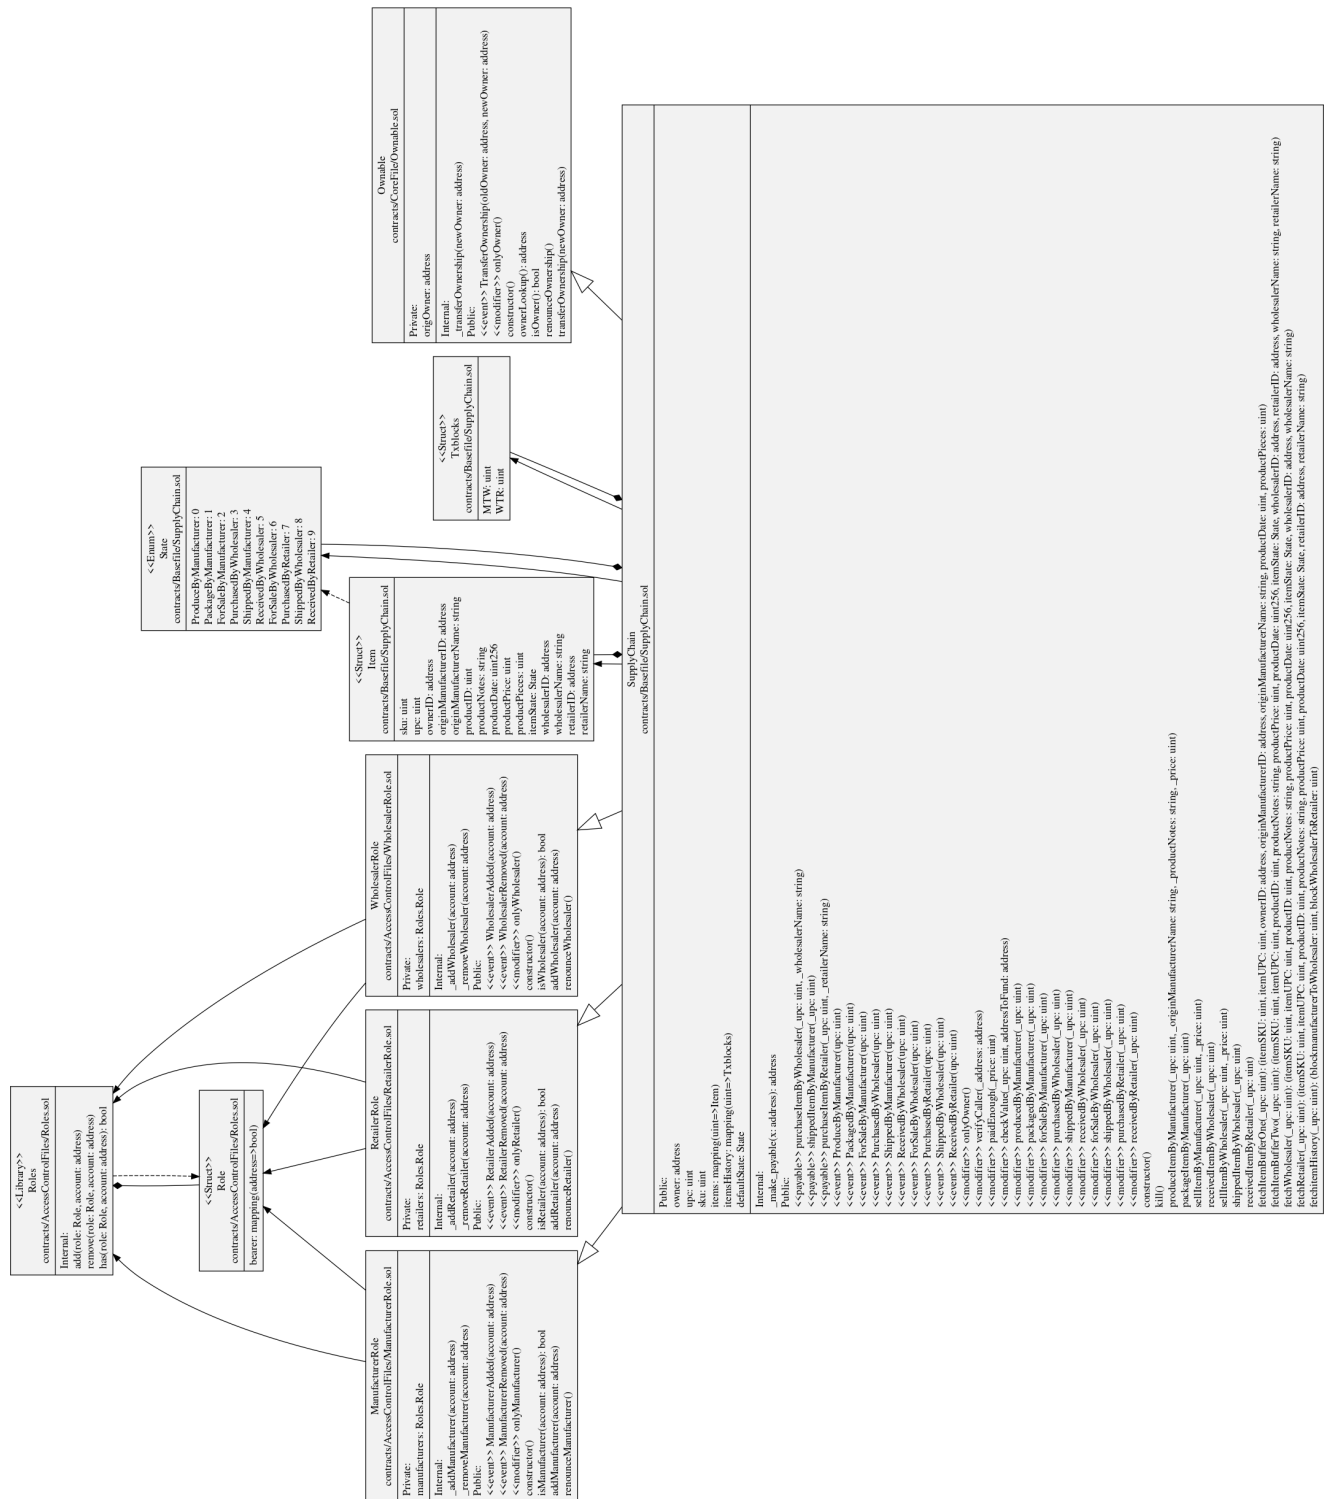 <<Library>>
Roles
contracts/AccessControlFiles/Roles.sol
Internal:
add(role: Role, account: address)
remove(role: Role, account: address)
has(role: Role, account: address): bool
<<Struct>>
Role
contracts/AccessControlFiles/Roles.sol
bearer: mapping(address=>bool)
<<Enum>>
State
contracts/Basefile/SupplyChain.sol
ProduceByManufacturer: 0
PackageByManufacturer: 1
ForSaleByManufacturer: 2
PurchasedByWholesaler: 3
ShippedByManufacturer: 4
ReceivedByWholesaler: 5
ForSaleByWholesaler: 6
PurchasedByRetailer: 7
ShippedByWholesaler: 8
ReceivedByRetailer: 9
ManufacturerRole
contracts/AccessControlFiles/ManufacturerRole.sol
Private:
manufacturers: Roles.Role
Internal:
_addManufacturer(account: address)
_removeManufacturer(account: address)
Public:
<<event>> ManufacturerAdded(account: address)
<<event>> ManufacturerRemoved(account: address)
<<modifier>> onlyManufacturer()
constructor()
isManufacturer(account: address): bool
addManufacturer(account: address)
renounceManufacturer()
RetailerRole
contracts/AccessControlFiles/RetailerRole.sol
Private:
retailers: Roles.Role
Internal:
_addRetailer(account: address)
_removeRetailer(account: address)
Public:
<<event>> RetailerAdded(account: address)
<<event>> RetailerRemoved(account: address)
<<modifier>> onlyRetailer()
constructor()
isRetailer(account: address): bool
addRetailer(account: address)
renounceRetailer()
WholesalerRole
contracts/AccessControlFiles/WholesalerRole.sol
Private:
wholesalers: Roles.Role
Internal:
_addWholesaler(account: address)
_removeWholesaler(account: address)
Public:
<<event>> WholesalerAdded(account: address)
<<event>> WholesalerRemoved(account: address)
<<modifier>> onlyWholesaler()
constructor()
isWholesaler(account: address): bool
addWholesaler(account: address)
renounceWholesaler()
<<Struct>>
Item
contracts/Basefile/SupplyChain.sol
sku: uint
upc: uint
ownerID: address
originManufacturerID: address
originManufacturerName: string
productID: uint
productNotes: string
productDate: uint256
productPrice: uint
productPieces: uint
itemState: State
wholesalerID: address
wholesalerName: string
retailerID: address
retailerName: string
<<Struct>>
Txblocks
contracts/Basefile/SupplyChain.sol
MTW: uint
WTR: uint
Ownable
contracts/CoreFile/Ownable.sol
Private:
origOwner: address
Internal:
_transferOwnership(newOwner: address)
Public:
<<event>> TransferOwnership(oldOwner: address, newOwner: address)
<<modifier>> onlyOwner()
constructor()
ownerLookup(): address
isOwner(): bool
renounceOwnership()
transferOwnership(newOwner: address)
SupplyChain
contracts/Basefile/SupplyChain.sol
Public:
owner: address
upc: uint
sku: uint
items: mapping(uint=>Item)
itemsHistory: mapping(uint=>Txblocks)
defaultState: State
Internal:
_make_payable(x: address): address
Public:
<<payable>> purchaseItemByWholesaler(_upc: uint, _wholesalerName: string)
<<payable>> shippedItemByManufacturer(_upc: uint)
<<payable>> purchaseItemByRetailer(_upc: uint, _retailerName: string)
<<event>> ProduceByManufacturer(upc: uint)
<<event>> PackagedByManufacturer(upc: uint)
<<event>> ForSaleByManufacturer(upc: uint)
<<event>> PurchasedByWholesaler(upc: uint)
<<event>> ShippedByManufacturer(upc: uint)
<<event>> ReceivedByWholesaler(upc: uint)
<<event>> ForSaleByWholesaler(upc: uint)
<<event>> PurchasedByRetailer(upc: uint)
<<event>> ShippedByWholesaler(upc: uint)
<<event>> ReceivedByRetailer(upc: uint)
<<modifier>> onlyOwner()
<<modifier>> verifyCaller(_address: address)
<<modifier>> paidEnough(_price: uint)
<<modifier>> checkValue(_upc: uint, addressToFund: address)
<<modifier>> producedByManufacturer(_upc: uint)
<<modifier>> packagedByManufacturer(_upc: uint)
<<modifier>> forSaleByManufacturer(_upc: uint)
<<modifier>> purchasedByWholesaler(_upc: uint)
<<modifier>> shippedByManufacturer(_upc: uint)
<<modifier>> receivedByWholesaler(_upc: uint)
<<modifier>> forSaleByWholesaler(_upc: uint)
<<modifier>> shippedByWholesaler(_upc: uint)
<<modifier>> purchasedByRetailer(_upc: uint)
<<modifier>> receivedByRetailer(_upc: uint)
constructor()
kill()
produceItemByManufacturer(_upc: uint, _originManufacturerName: string, _productNotes: string, _price: uint)
packageItemByManufacturer(_upc: uint)
sellItemByManufacturer(_upc: uint, _price: uint)
receivedItemByWholesaler(_upc: uint)
sellItemByWholesaler(_upc: uint, _price: uint)
shippedItemByWholesaler(_upc: uint)
receivedItemByRetailer(_upc: uint)
fetchItemBufferOne(_upc: uint): (itemSKU: uint, itemUPC: uint, ownerID: address, originManufacturerID: address, originManufacturerName: string, productDate: uint, productPieces: uint)
fetchItemBufferTwo(_upc: uint): (itemSKU: uint, itemUPC: uint, productID: uint, productNotes: string, productPrice: uint, productDate: uint256, itemState: State, wholesalerID: address, retailerID: address, wholesalerName: string, retailerName: string)
fetchWholesaler(_upc: uint): (itemSKU: uint, itemUPC: uint, productID: uint, productNotes: string, productPrice: uint, productDate: uint256, itemState: State, wholesalerID: address, wholesalerName: string)
fetchRetailer(_upc: uint): (itemSKU: uint, itemUPC: uint, productID: uint, productNotes: string, productPrice: uint, productDate: uint256, itemState: State, retailerID: address, retailerName: string)
fetchitemHistory(_upc: uint): (blockmanufacturerToWholesaler: uint, blockWholesalerToRetailer: uint)